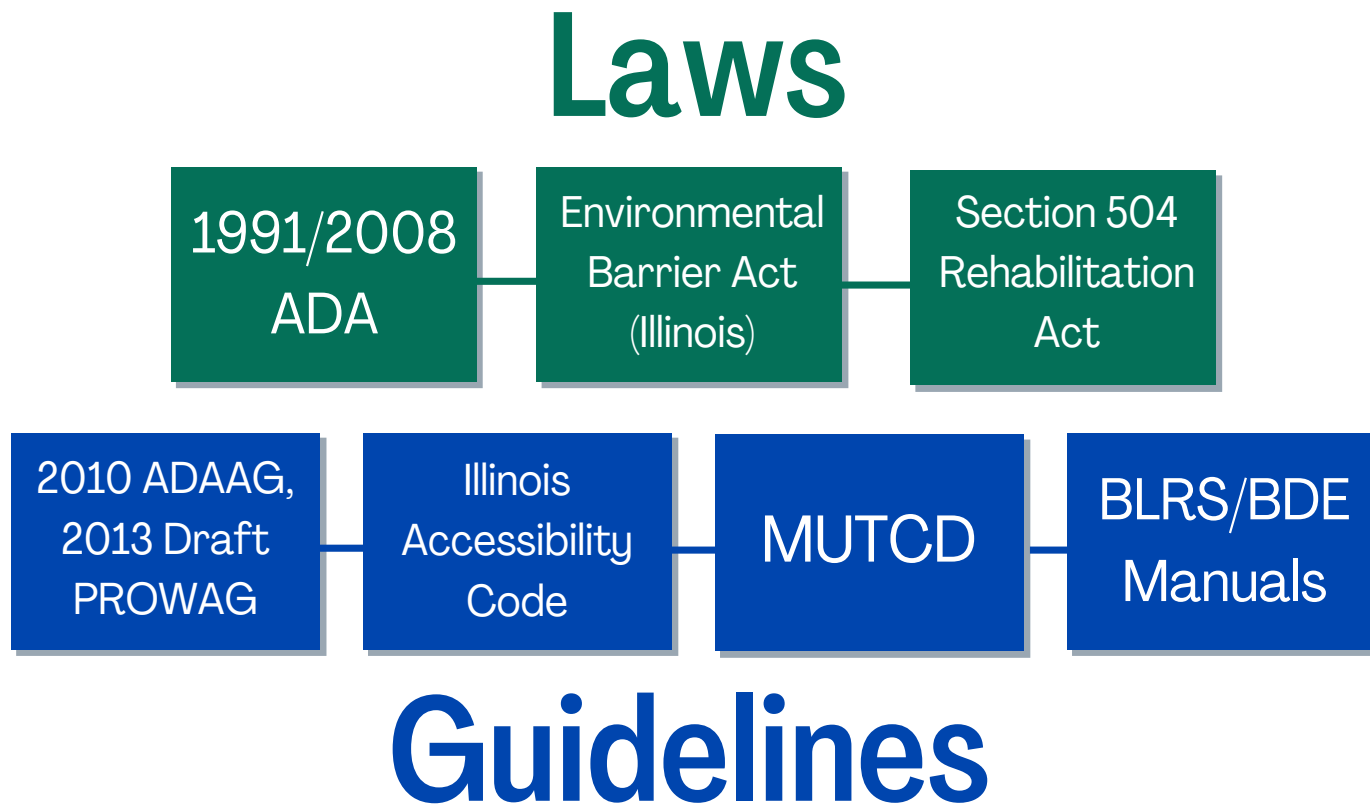 Laws
1991/2008
ADA
Environmental
Barrier Act
(Illinois)
Section 504
Rehabilitation
Act
2010 ADAAG,
2013 Draft
PROWAG
Illinois
Accessibility
Code
MUTCD
BLRS/BDE
Manuals
Guidelines